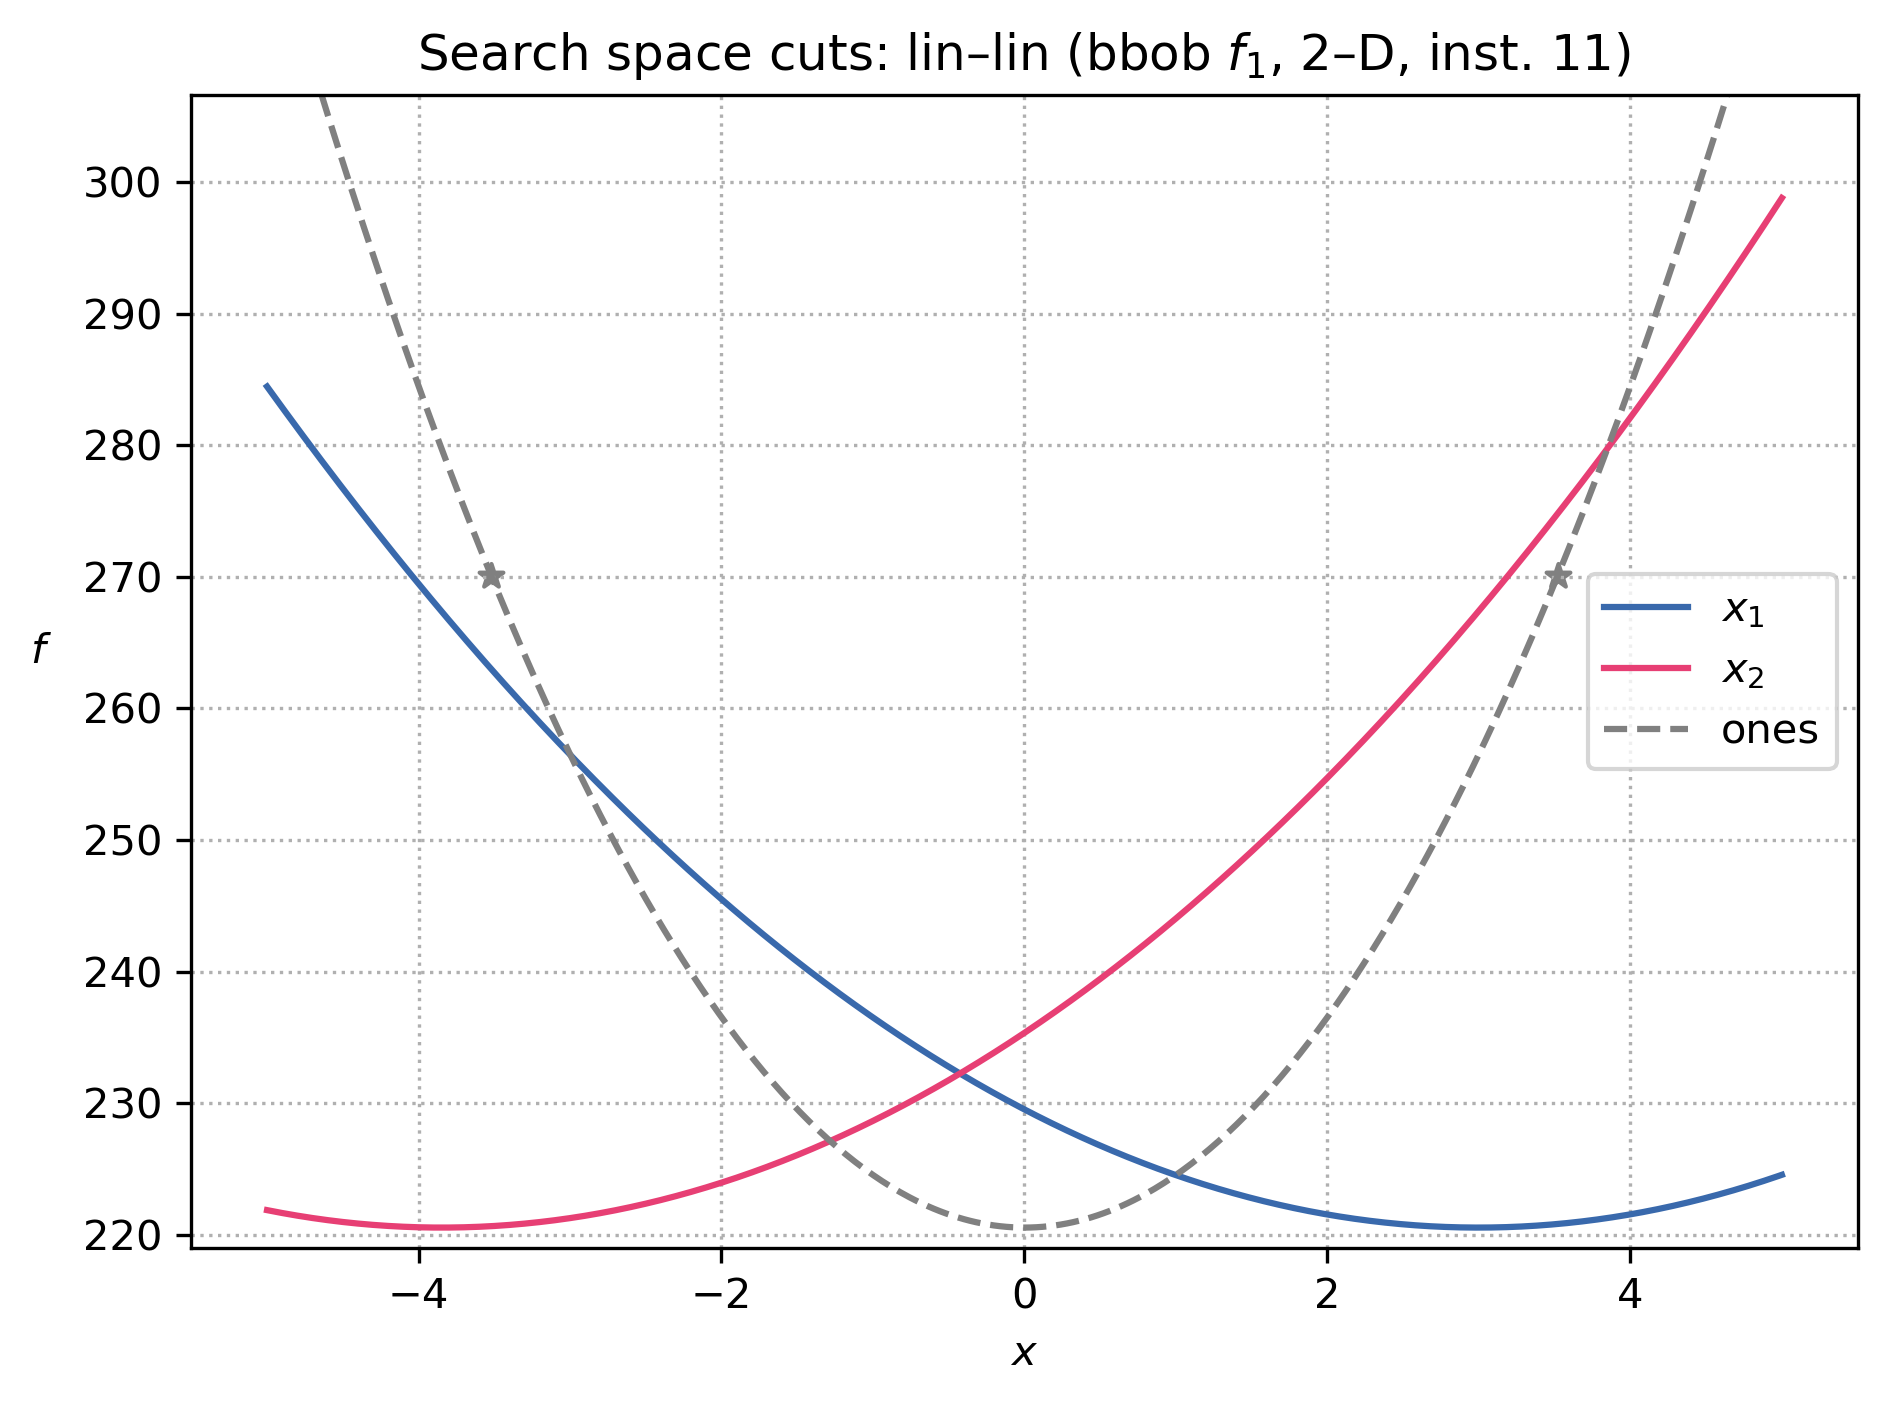 Search space cuts: lin–lin (bbob f₁, 2–D, inst. 11)
300
290
280
270
260
250
240
230
220
f
x₁
x₂
ones
−4
−2
0
2
4
x